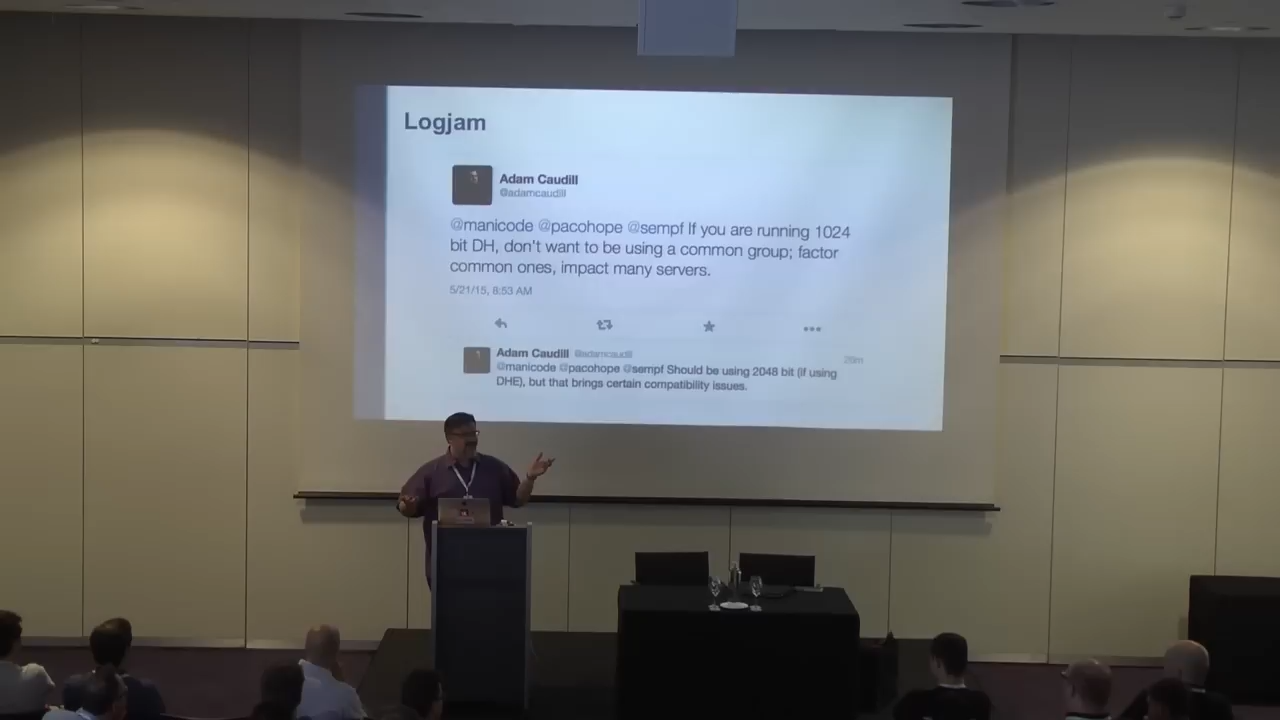 Logjam
Adam Caudill
@adamcaudill
@manicode @pacohope @sempf If you are running 1024
bit DH, don't want to be using a common group; factor
common ones, impact many servers.
5/21/15, 8:53 AM
Adam Caudill @adamcaudill
@manicode @pacohope @sempf Should be using 2048 bit (if using
DHE), but that brings certain compatibility issues.